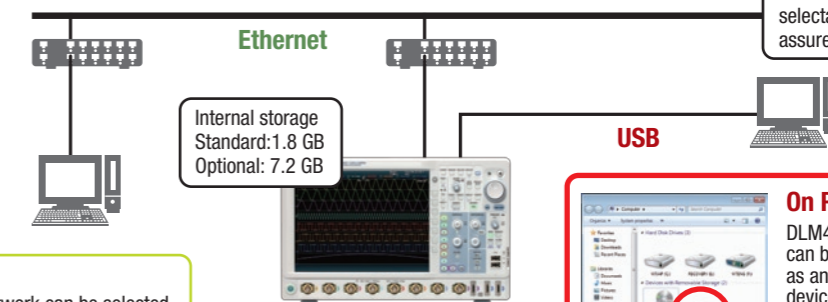 selecta
assure
Ethernet
Internal storage
Standard:1.8 GB
Optional: 7.2 GB
USB
On P
DLM4
can b
as an
devic
work can be selected